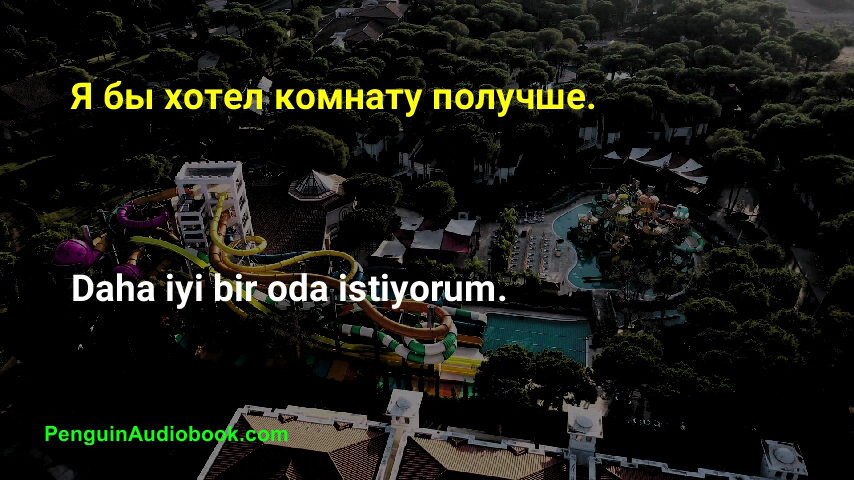 Я бы хотел комнату получше.
Daha iyi bir oda istiyorum.
PenguinAudiobook.com